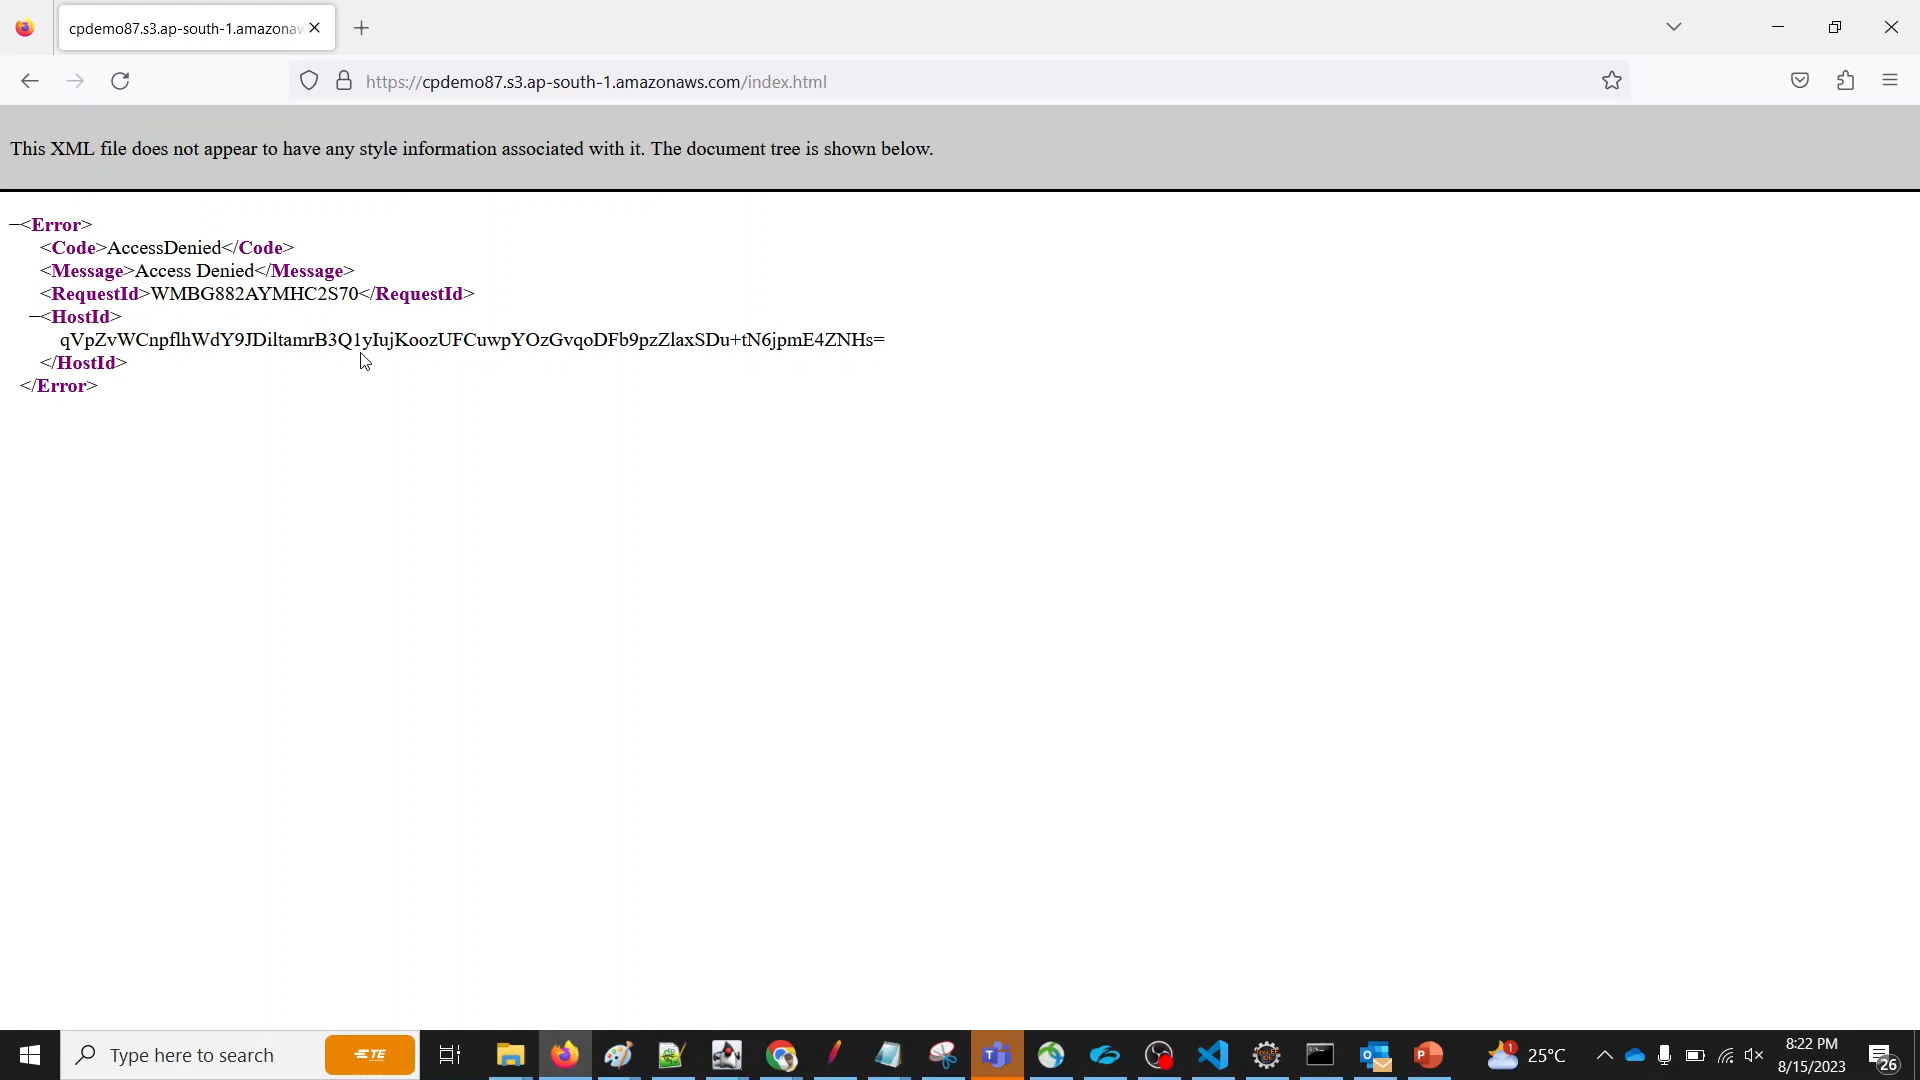 cpdemo87.s3.ap-south-1.amazonaw
https://cpdemo87.s3.ap-south-1.amazonaws.com/index.html
This XML file does not appear to have any style information associated with it. The document tree is shown below.
−<Error>
<Code>AccessDenied</Code>
<Message>Access Denied</Message>
<RequestId>WMBG882AYMHC2S70</RequestId>
−<HostId>
qVpZvWCnpflhWdY9JDiltamrB3Q1yIujKoozUFCuwpYOzGvqoDFb9pzZlaxSDu+tN6jpmE4ZNHs=
</HostId>
</Error>
Type here to search
TE
1
25°C
8:22 PM
8/15/2023
26